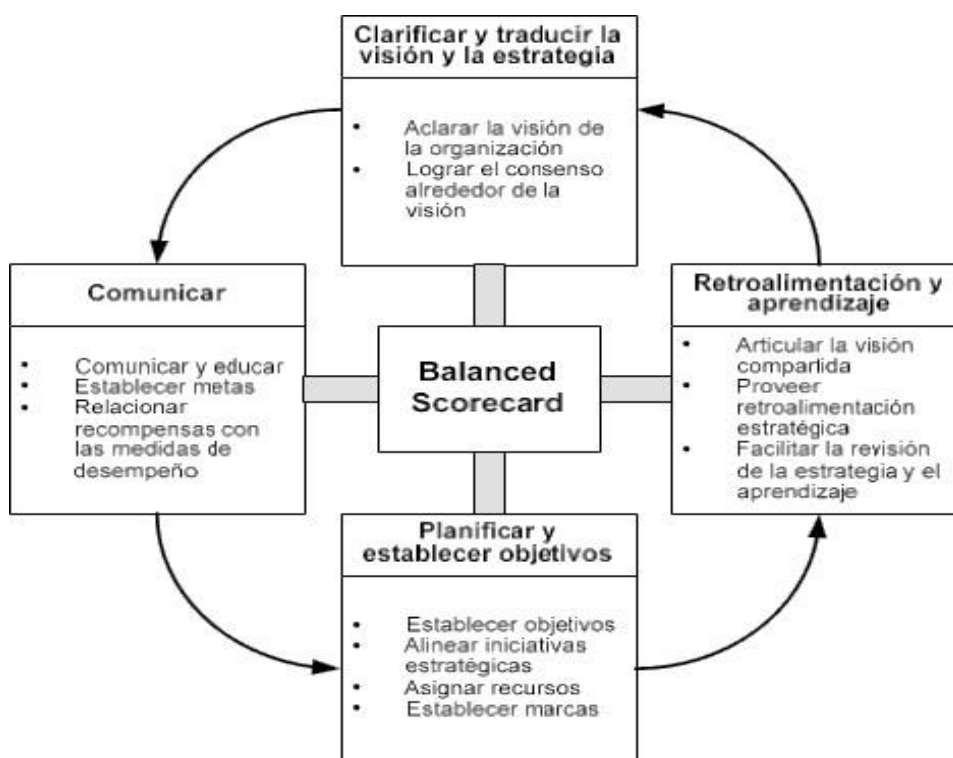 Clarificar y traducir la
visión y la estrategia
• Aclarar la visión de
la organización
• Lograr el consenso
alrededor de la
visión
Comunicar
• Comunicar y educar
• Establecer metas
• Relacionar
recompensas con
las medidas de
desempeño
Balanced
Scorecard
Retroalimentación y
aprendizaje
• Articular la visión
compartida
• Proveer
retroalimentación
estratégica
• Facilitar la revisión
de la estrategia y el
aprendizaje
Planificar y
establecer objetivos
• Establecer objetivos
• Alinear iniciativas
estratégicas
• Asignar recursos
• Establecer marcas